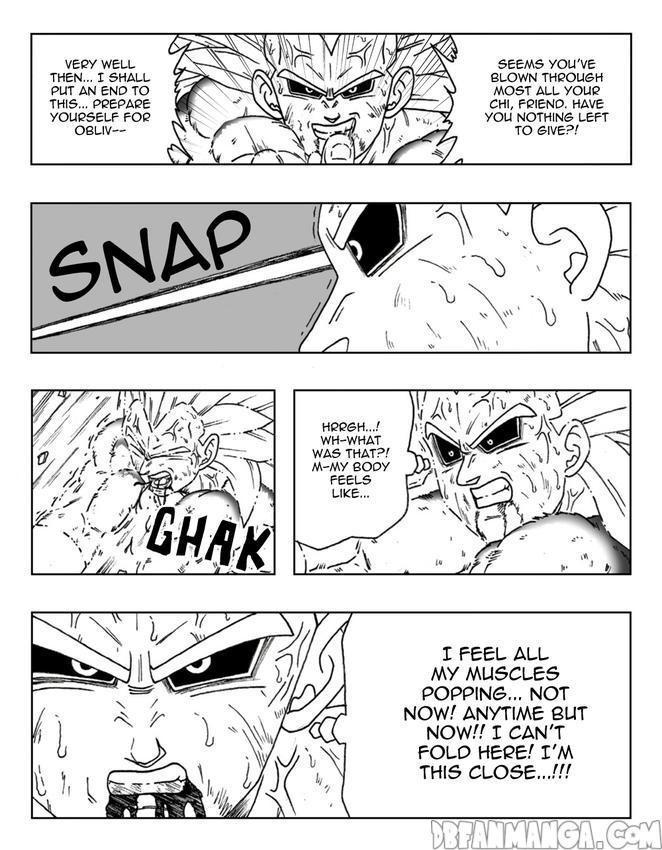 SEEMS YOU'VE
BLOWN THROUGH
MOST ALL YOUR
CHI, FRIEND. HAVE
YOU NOTHING LEFT
TO GIVE?!
VERY WELL
THEN... I SHALL
PUT AN END TO
THIS... PREPARE
YOURSELF FOR
OBLIV--
SNAP
HRRGH...!
WH-WHAT
WAS THAT?!
M-MY BODY
FEELS
LIKE...
GHAK
I FEEL ALL
MY MUSCLES
POPPING... NOT
NOW! ANYTIME BUT
NOW!! I CAN'T
FOLD HERE! I'M
THIS CLOSE...!!!
DBFANMANGA.COM